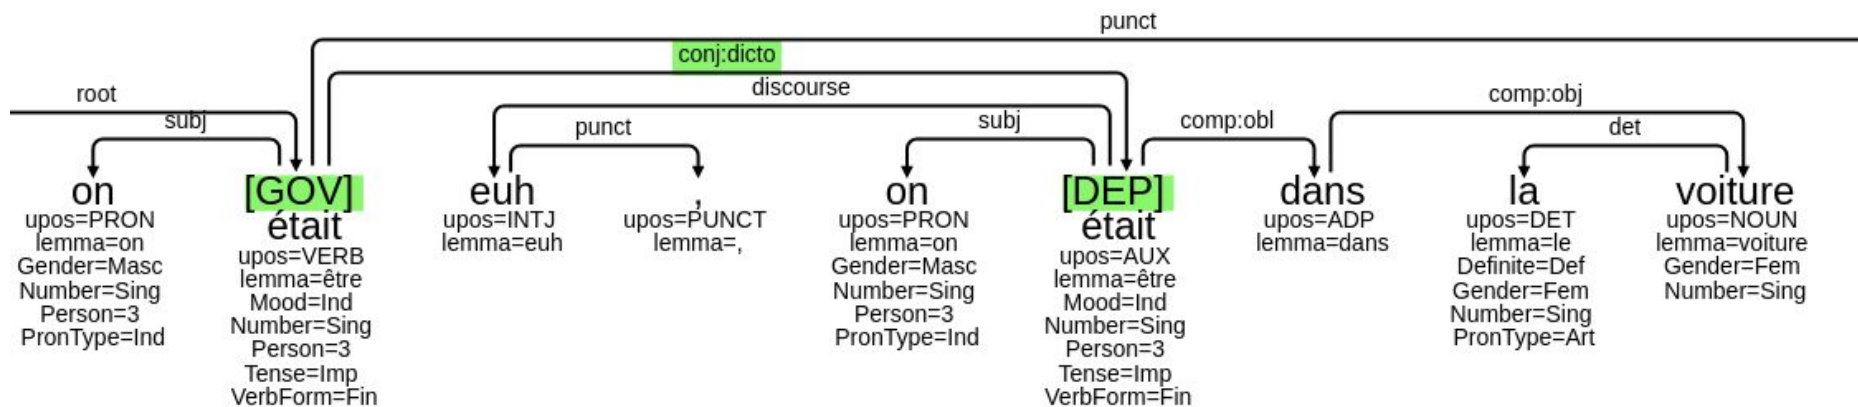 punct
conj:dicto
discourse
root
comp:obj
subj
punct
subj
comp:obl
det
on [GOV] euh , on [DEP] dans la voiture
était était
upos=PRON upos=INTJ upos=PUNCT upos=PRON upos=ADP upos=DET upos=NOUN
lemma=on lemma=euh lemma=, lemma=on lemma=dans lemma=le lemma=voiture
upos=VERB upos=AUX
Gender=Masc Gender=Masc Definite=Def Gender=Fem
lemma=être lemma=être
Number=Sing Number=Sing Gender=Fem Number=Sing
Mood=Ind Mood=Ind
Person=3 Person=3 Number=Sing
Number=Sing Number=Sing
PronType=Ind PronType=Ind PronType=Art
Person=3 Person=3
Tense=Imp Tense=Imp
VerbForm=Fin VerbForm=Fin